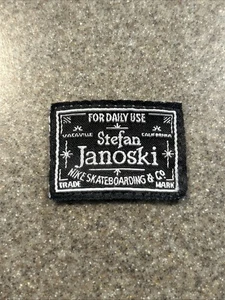 FOR DAILY USE
VACAVILLE CALIFORNIA
Stefan
Janoski
NIKE SKATEBOARDING & CO
TRADE MARK